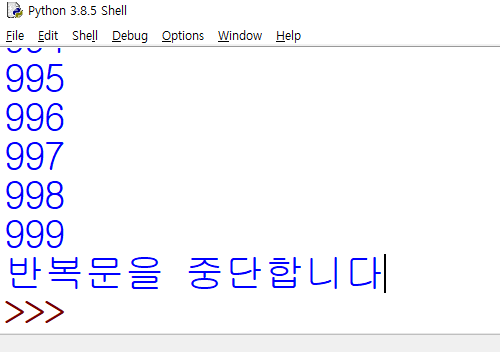 Python 3.8.5 Shell
File Edit Shell Debug Options Window Help
995
996
997
998
999
반복문을 중단합니다
>>>